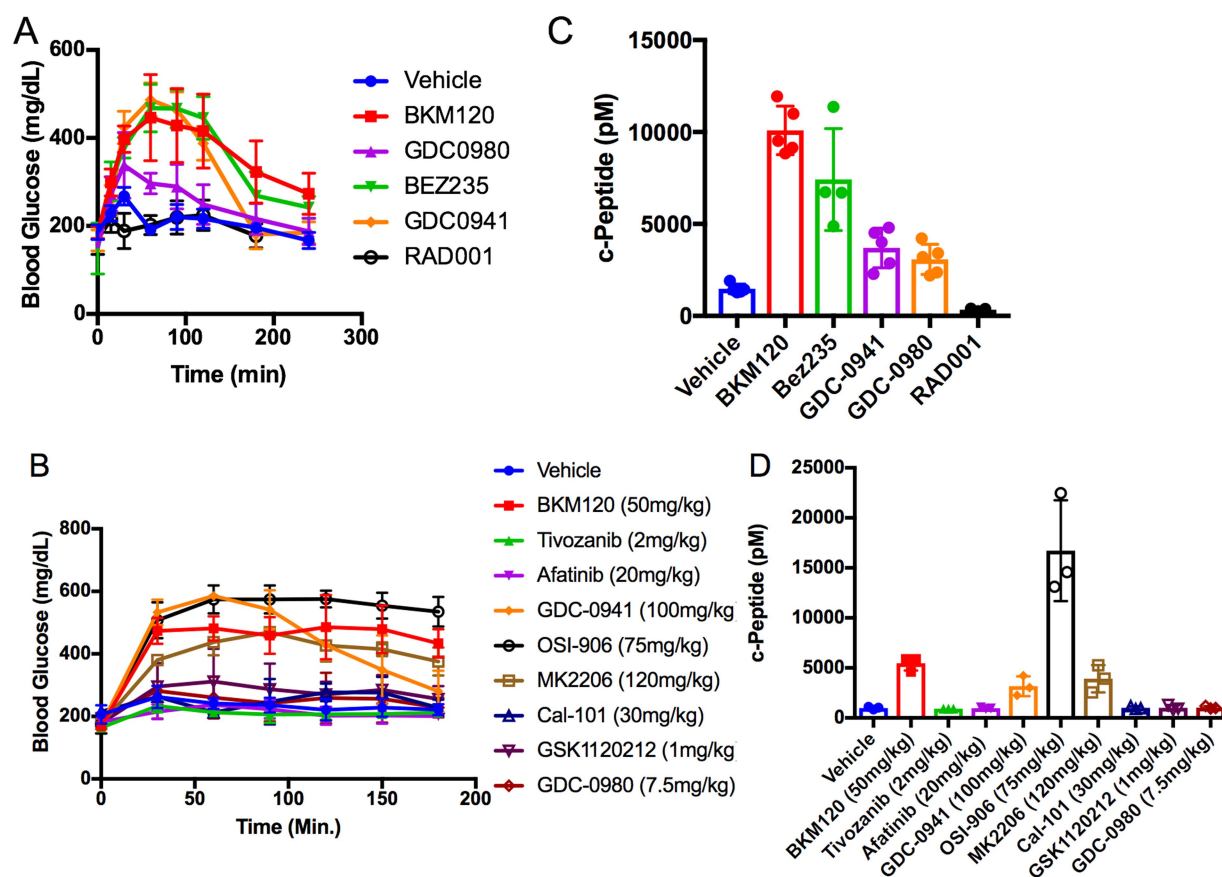 A
Blood Glucose (mg/dL)
600
400
200
0
0
100
200
300
Time (min)
Vehicle
BKM120
GDC0980
BEZ235
GDC0941
RAD001
C
c-Peptide (pM)
15000
10000
5000
0
Vehicle
BKM120
Bez235
GDC-0941
GDC-0980
RAD001
B
Blood Glucose (mg/dL)
800
600
400
200
0
0
50
100
150
200
Time (Min.)
Vehicle
BKM120 (50mg/kg)
Tivozanib (2mg/kg)
Afatinib (20mg/kg)
GDC-0941 (100mg/kg)
OSI-906 (75mg/kg)
MK2206 (120mg/kg)
Cal-101 (30mg/kg)
GSK1120212 (1mg/kg)
GDC-0980 (7.5mg/kg)
D
c-Peptide (pM)
25000
20000
15000
10000
5000
0
Vehicle
BKM120 (50mg/kg)
Tivozanib (2mg/kg)
Afatinib (20mg/kg)
GDC-0941 (100mg/kg)
OSI-906 (75mg/kg)
MK2206 (120mg/kg)
Cal-101 (30mg/kg)
GSK1120212 (1mg/kg)
GDC-0980 (7.5mg/kg)